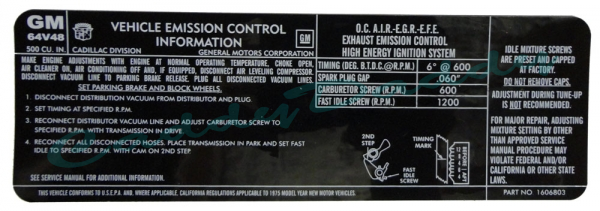 GM
64V48
500 CU. IN.
CADILLAC DIVISION
VEHICLE EMISSION CONTROL
INFORMATION
GM
GENERAL MOTORS CORPORATION
MAKE ENGINE ADJUSTMENTS WITH ENGINE AT NORMAL OPERATING TEMPERATURE, CHOKE OPEN,
AIR CLEANER ON, AIR CONDITIONING OFF AND, IF EQUIPPED, DISCONNECT AIR LEVELING COMPRESSOR.
DISCONNECT VACUUM LINE TO PARKING BRAKE RELEASE. PLUG ALL DISCONNECTED VACUUM LINES.
SET PARKING BRAKE AND BLOCK WHEELS.
1. DISCONNECT DISTRIBUTION VACUUM FROM DISTRIBUTOR AND PLUG.
2. SET TIMING AT SPECIFIED R.P.M.
3. RECONNECT DISTRIBUTOR VACUUM LINE AND ADJUST CARBURETOR SCREW TO
SPECIFIED R.P.M. WITH TRANSMISSION IN DRIVE.
4. RECONNECT ALL DISCONNECTED HOSES. PLACE TRANSMISSION IN PARK AND SET FAST
IDLE TO SPECIFIED R.P.M. WITH CAM ON 2ND STEP
SEE SERVICE MANUAL FOR ADDITIONAL INFORMATION.
O.C. A.I.R-E.G.R-E.F.E.
EXHAUST EMISSION CONTROL
HIGH ENERGY IGNITION SYSTEM
TIMING (DEG. B.T.D.C.@R.P.M.) 6° @ 600
SPARK PLUG GAP .060"
CARBURETOR SCREW (@R.P.M.) 600
FAST IDLE SCREW (@R.P.M.) 1200
2ND
STEP
FAST
IDLE
SCREW
TIMING
MARK
IDLE MIXTURE SCREWS
ARE PRESET AND CAPPED
AT FACTORY.
DO NOT REMOVE CAPS.
ADJUSTMENT DURING TUNE-UP
IS NOT RECOMMENDED.
FOR MAJOR REPAIR, ADJUSTING
MIXTURE SETTING BY OTHER
THAN APPROVED SERVICE
MANUAL PROCEDURE MAY
VIOLATE FEDERAL AND/OR
CALIFORNIA OR OTHER STATE
LAWS.
THIS VEHICLE CONFORMS TO U.S.E.P.A. AND, WHERE APPLICABLE, CALIFORNIA REGULATIONS APPLICABLE TO 1975 MODEL YEAR NEW MOTOR VEHICLES.
PART NO 1606803